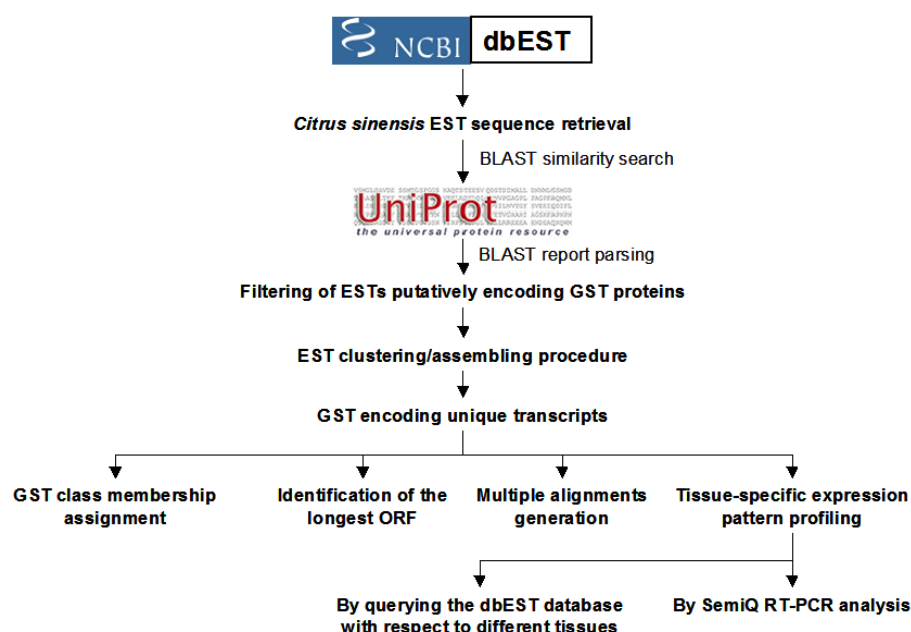 NCBI dbEST
Citrus sinensis EST sequence retrieval
BLAST similarity search
UniProt
the universal protein resource
BLAST report parsing
Filtering of ESTs putatively encoding GST proteins
EST clustering/assembling procedure
GST encoding unique transcripts
GST class membership
assignment
Identification of the
longest ORF
Multiple alignments
generation
Tissue-specific expression
pattern profiling
By querying the dbEST database
with respect to different tissues
By SemiQ RT-PCR analysis